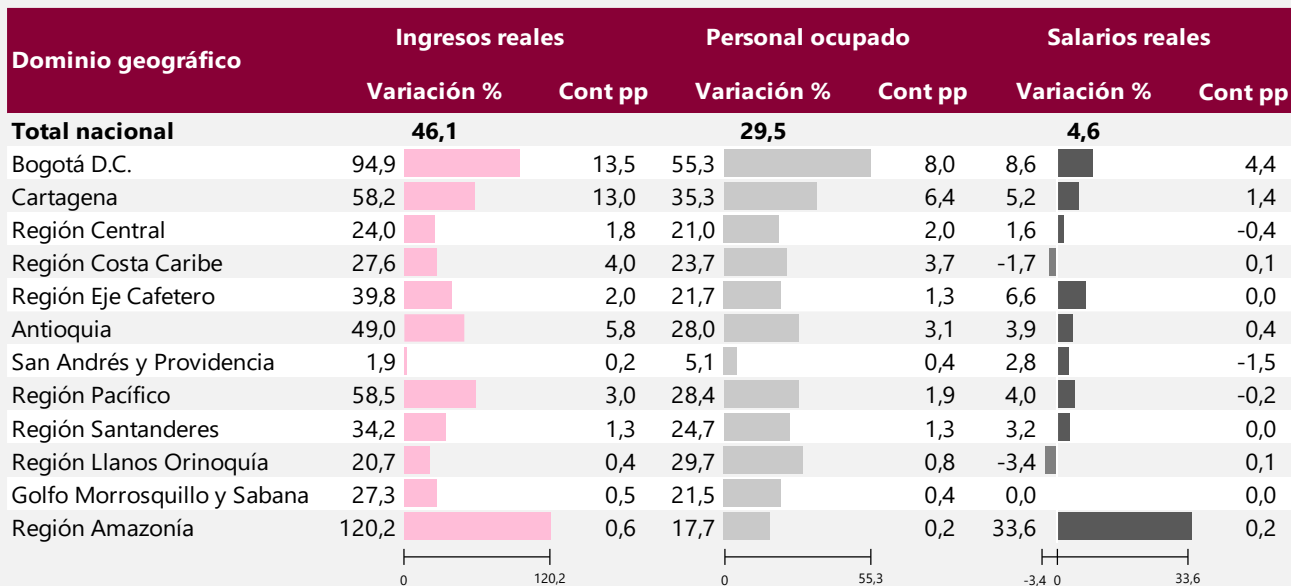 Dominio geográfico Ingresos reales Personal ocupado Salarios reales
Variación % Cont pp Variación % Cont pp Variación % Cont pp
Total nacional 46,1 29,5 4,6
Bogotá D.C. 94,9 13,5 55,3 8,0 8,6 4,4
Cartagena 58,2 13,0 35,3 6,4 5,2 1,4
Región Central 24,0 1,8 21,0 2,0 1,6 -0,4
Región Costa Caribe 27,6 4,0 23,7 3,7 -1,7 0,1
Región Eje Cafetero 39,8 2,0 21,7 1,3 6,6 0,0
Antioquia 49,0 5,8 28,0 3,1 3,9 0,4
San Andrés y Providencia 1,9 0,2 5,1 0,4 2,8 -1,5
Región Pacífico 58,5 3,0 28,4 1,9 4,0 -0,2
Región Santanderes 34,2 1,3 24,7 1,3 3,2 0,0
Región Llanos Orinoquía 20,7 0,4 29,7 0,8 -3,4 0,1
Golfo Morrosquillo y Sabana 27,3 0,5 21,5 0,4 0,0 0,0
Región Amazonía 120,2 0,6 17,7 0,2 33,6 0,2
0 120,2 0 55,3 -3,4 0 33,6